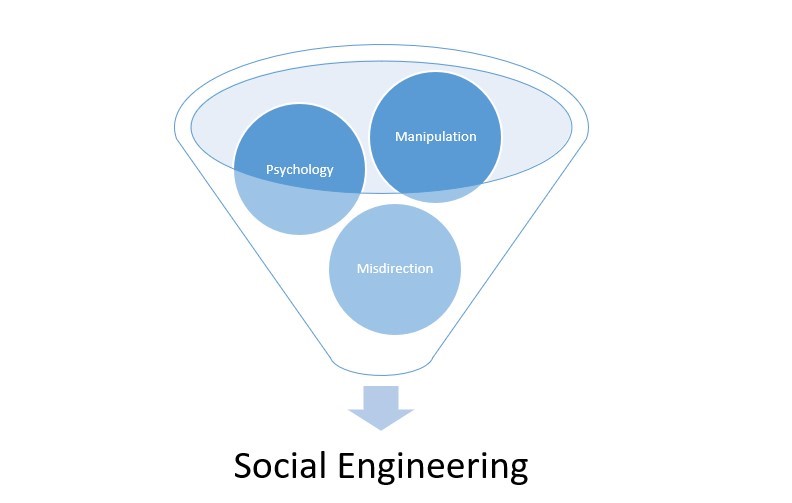 Manipulation
Psychology
Misdirection
Social Engineering